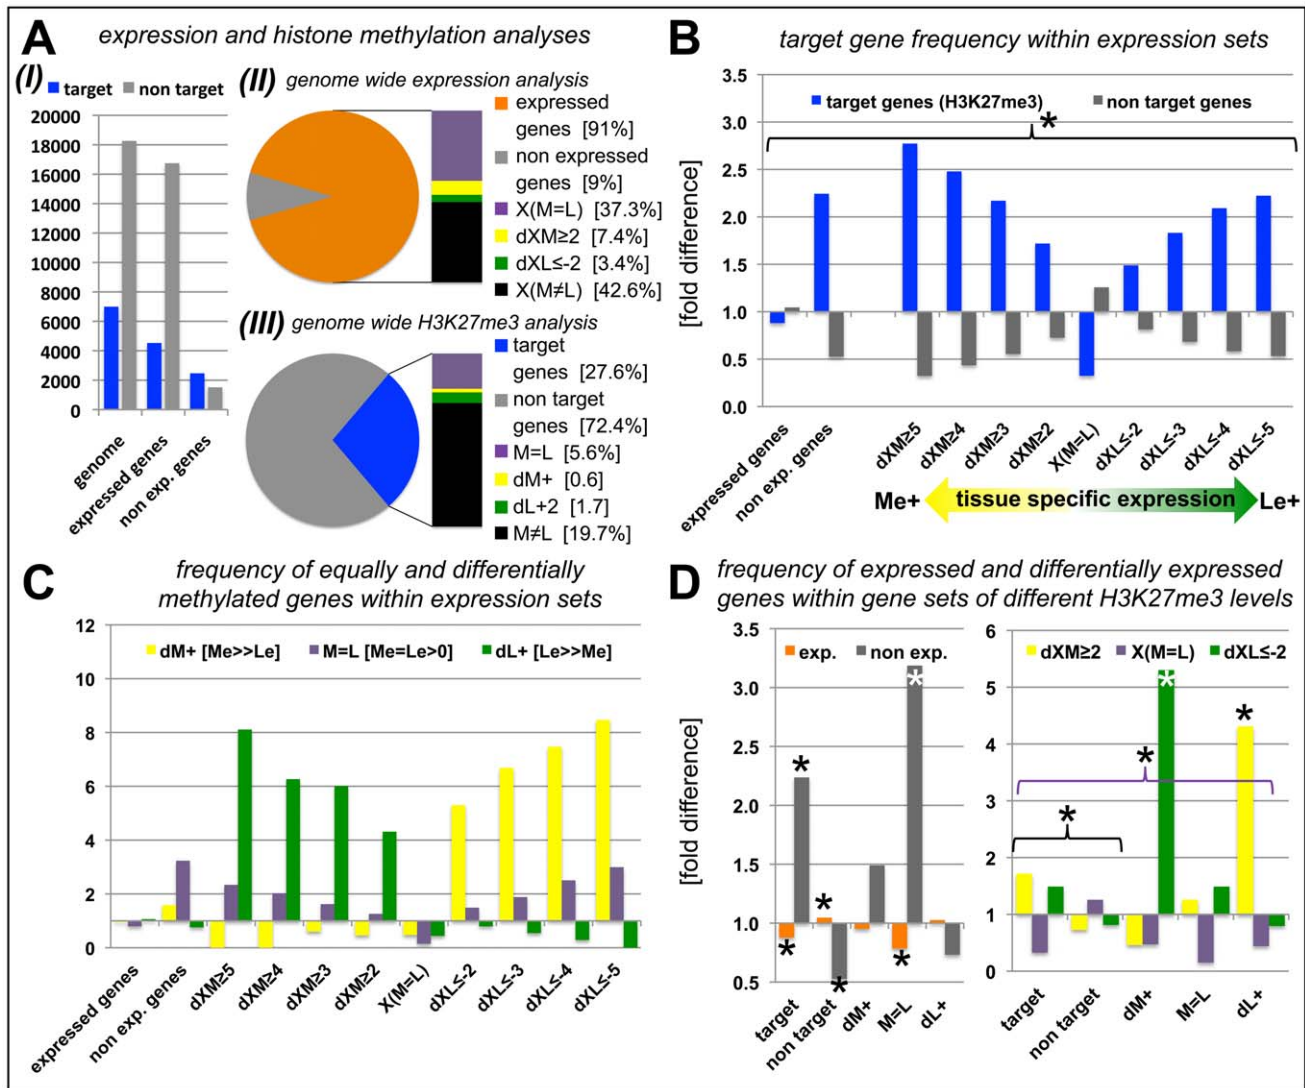 A expression and histone methylation analyses
(I) target non target
20000
18000
16000
14000
12000
10000
8000
6000
4000
2000
0
genome
expressed genes
non exp. genes
(II) genome wide expression analysis
expressed
genes [91%]
non expressed
genes [9%]
X(M=L) [37.3%]
dXM≥2 [7.4%]
dXL≤-2 [3.4%]
X(M≠L) [42.6%]
(III) genome wide H3K27me3 analysis
target
genes [27.6%]
non target
genes [72.4%]
M=L [5.6%]
dM+ [0.6]
dL+2 [1.7]
M≠L [19.7%]
B target gene frequency within expression sets
[fold difference]
3.5
3.0
2.5
2.0
1.5
1.0
0.5
0.0
target genes (H3K27me3) non target genes
*
expressed genes
non exp. genes
dXM≥5
dXM≥4
dXM≥3
dXM≥2
X(M=L)
dXL≤-2
dXL≤-3
dXL≤-4
dXL≤-5
Me+ tissue specific expression Le+
C frequency of equally and differentially
methylated genes within expression sets
12
10
8
6
4
2
0
dM+ [Me>>Le] M=L [Me=Le>0] dL+ [Le>>Me]
expressed genes
non exp. genes
dXM≥5
dXM≥4
dXM≥3
dXM≥2
X(M=L)
dXL≤-2
dXL≤-3
dXL≤-4
dXL≤-5
D frequency of expressed and differentially expressed
genes within gene sets of different H3K27me3 levels
[fold difference]
3.5
3.0
2.5
2.0
1.5
1.0
0.5
exp. non exp.
* * * * * *
target
non target
dM+
M=L
dL+
6
5
4
3
2
1
0
dXM≥2 X(M=L) dXL≤-2
* * * *
target
non target
dM+
M=L
dL+